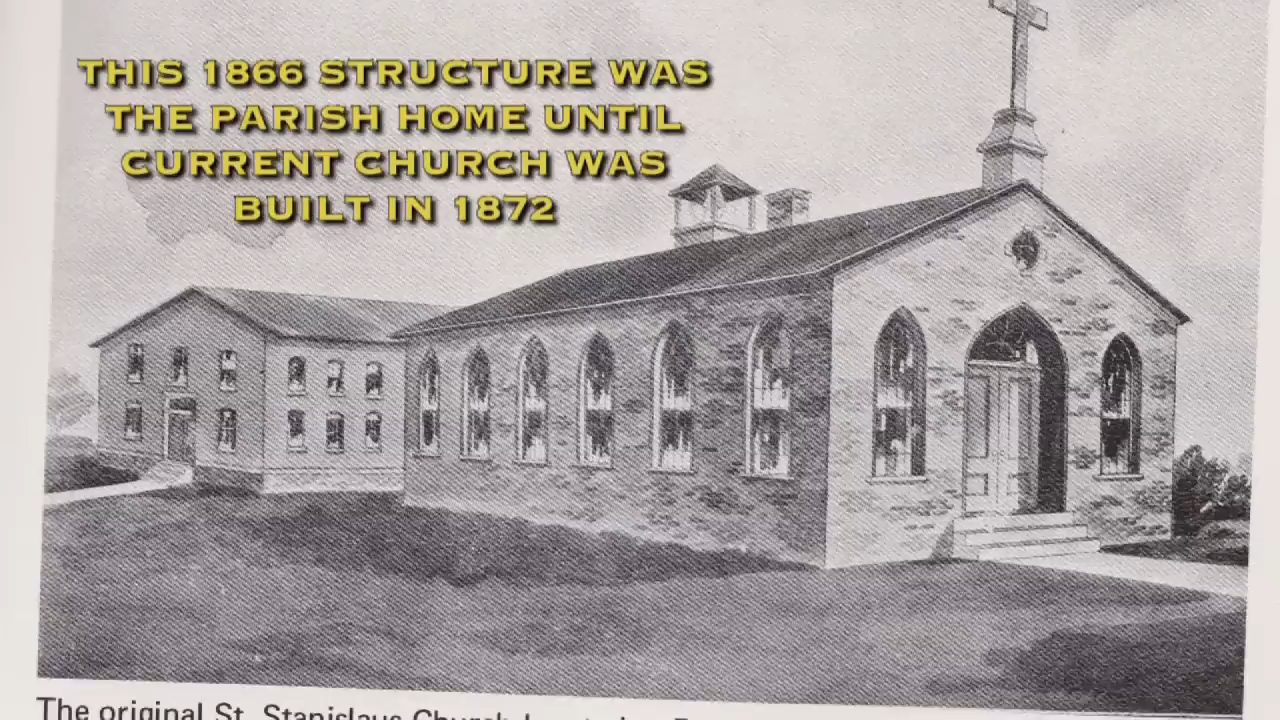 THIS 1866 STRUCTURE WAS
THE PARISH HOME UNTIL
CURRENT CHURCH WAS
BUILT IN 1872
The original St. Stanislaus Church